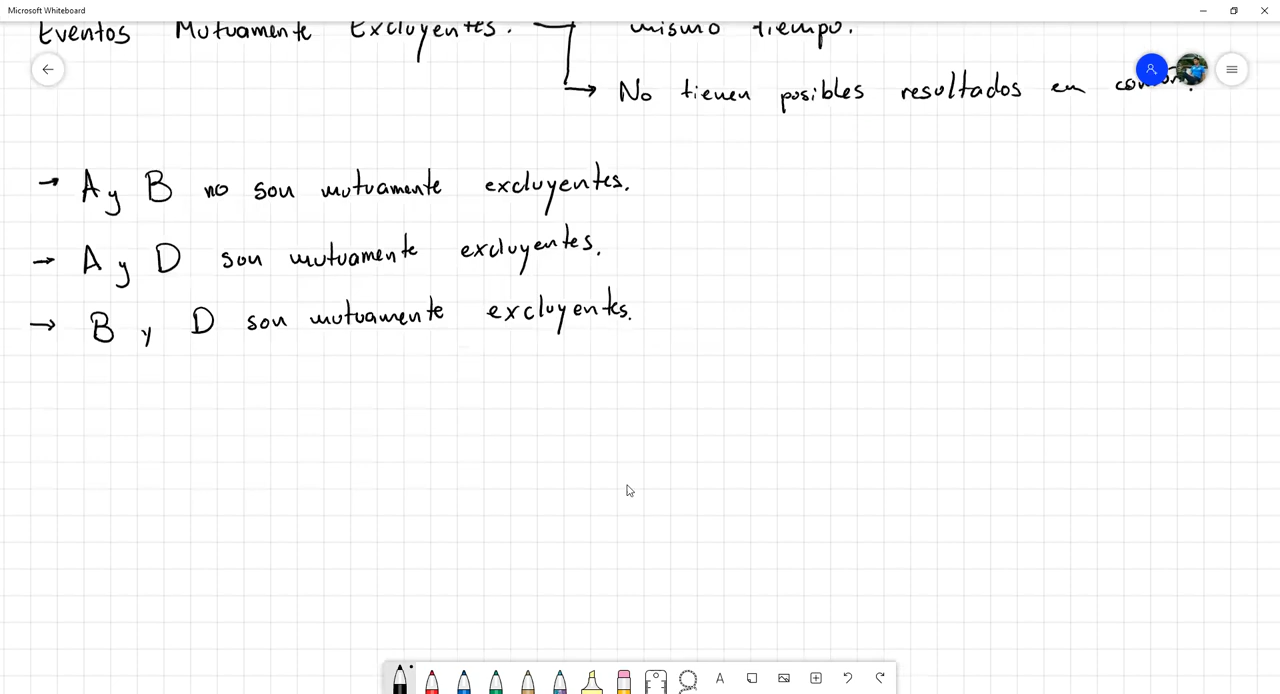 Microsoft Whiteboard
Eventos Mutuamente Excluyentes. mismo tiempo.
No tienen posibles resultados en común.
→ A y B no son mutuamente excluyentes.
→ A y D son mutuamente excluyentes.
→ B y D son mutuamente excluyentes.
A